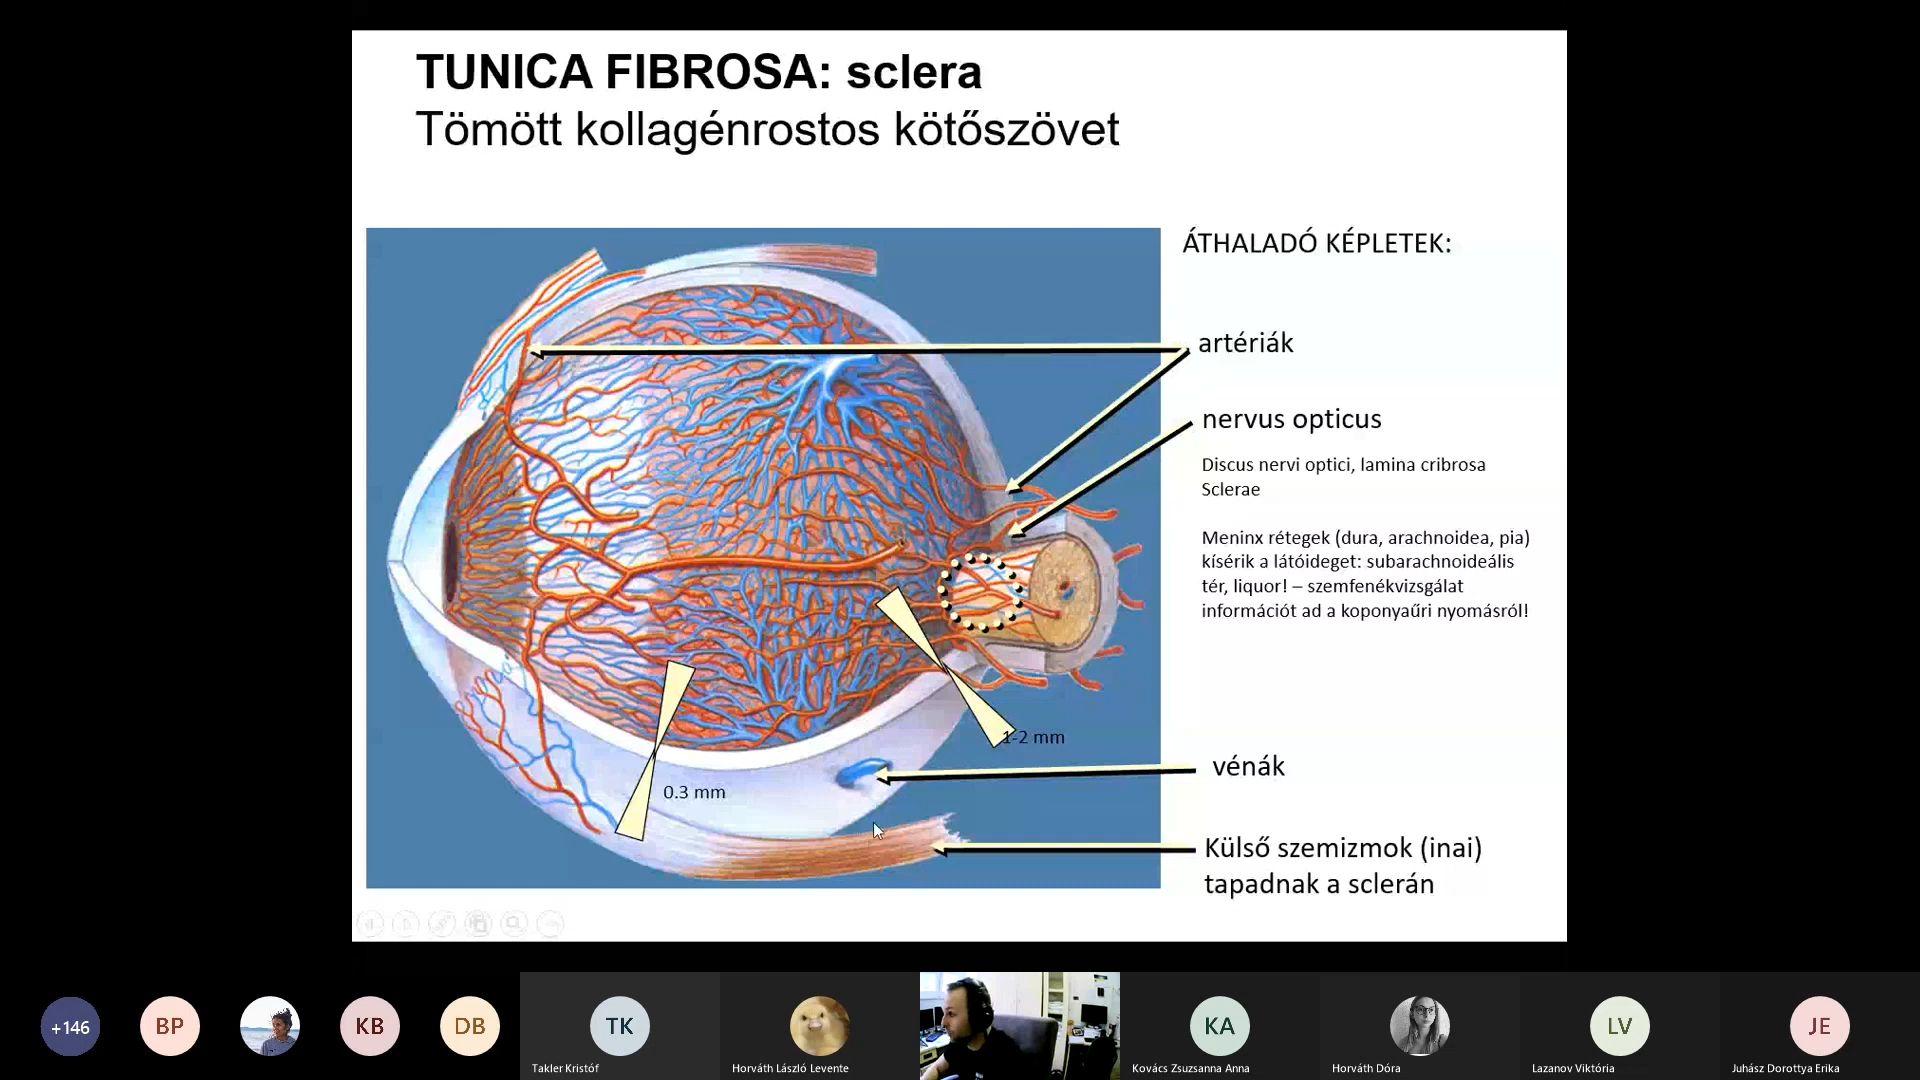 TUNICA FIBROSA: sclera
Tömött kollagénrostos kötőszövet
ÁTHALADÓ KÉPLETEK:
artériák
nervus opticus
Discus nervi optici, lamina cribrosa
Sclerae
Meninx rétegek (dura, arachnoidea, pia)
kísérik a látóideget: subarachnoideális
tér, liquor! – szemfenékvizsgálat
információt ad a koponyaűri nyomásról!
1-2 mm
vénák
0.3 mm
Külső szemizmok (inai)
tapadnak a sclerán
+146
BP
KB
DB
TK
KA
LV
JE
Takler Kristóf
Horváth László Levente
Kovács Zsuzsanna Anna
Horváth Dóra
Lazanov Viktória
Juhász Dorottya Erika